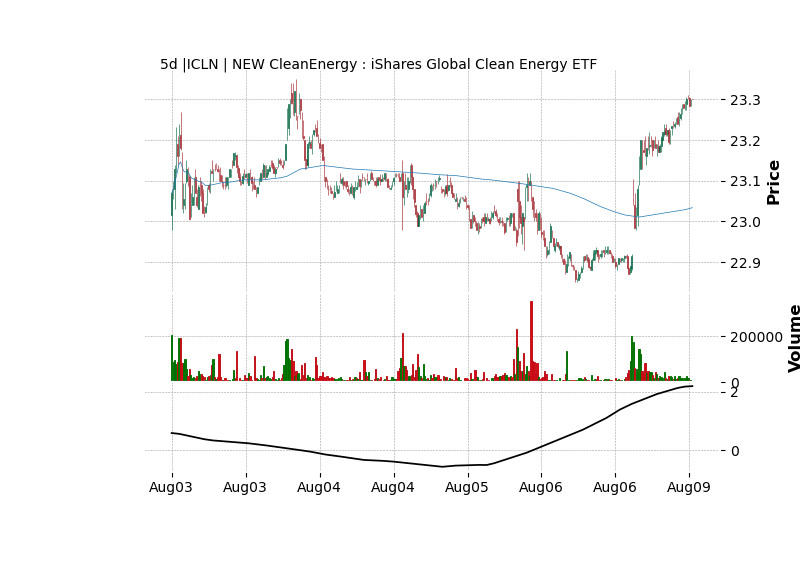 5d |ICLN | NEW CleanEnergy : iShares Global Clean Energy ETF
23.3
23.2
23.1
23.0
22.9
Price
200000
0
Volume
2
0
Aug03 Aug03 Aug04 Aug04 Aug05 Aug06 Aug06 Aug09